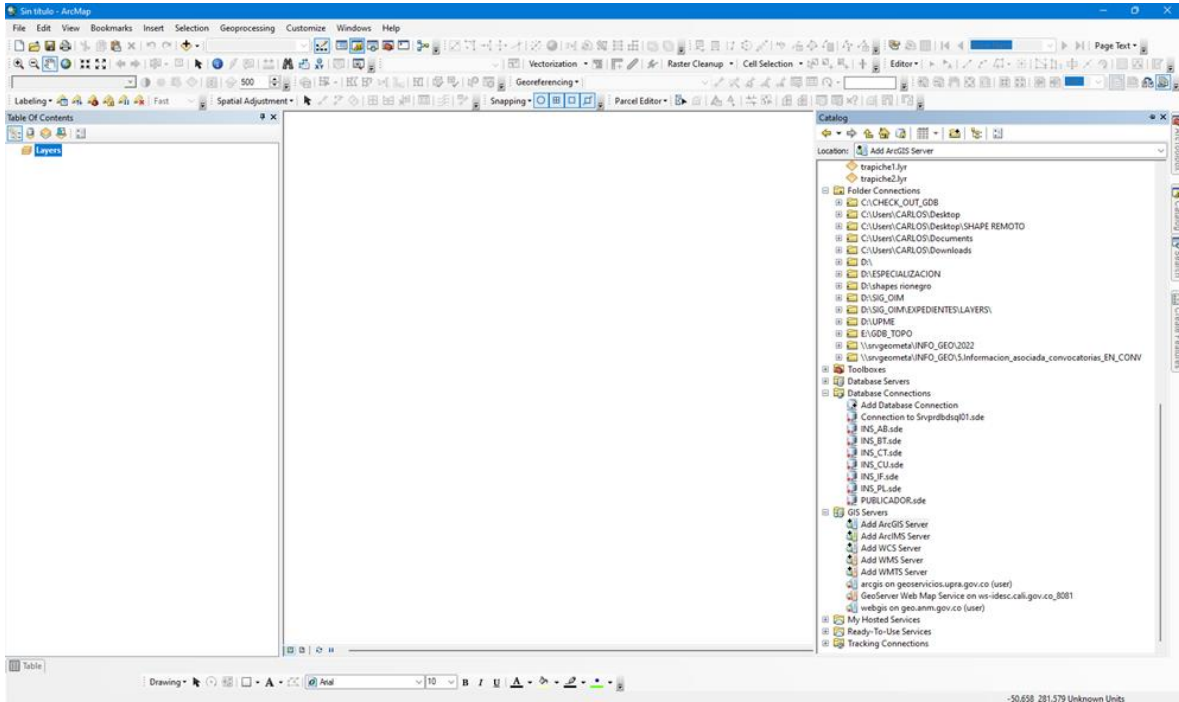 Sin título - ArcMap
File Edit View Bookmarks Insert Selection Geoprocessing Customize Windows Help
Page Text
Vectorization Raster Cleanup Cell Selection Editor
500 Georeferencing
Labeling Fast Spatial Adjustment Snapping Parcel Editor
Table Of Contents
Layers
Catalog
Location: Add ArcGIS Server
trapiche1.lyr
trapiche2.lyr
Folder Connections
C:\CHECK_OUT_GDB
C:\Users\CARLOS\Desktop
C:\Users\CARLOS\Desktop\SHAPE REMOTO
C:\Users\CARLOS\Documents
C:\Users\CARLOS\Downloads
D:\
D:\ESPECIALIZACION
D:\shapes rionegro
D:\SIG_OIM
D:\SIG_OIM\EXPEDIENTES\LAYERS\
D:\UPME
E:\GDB_TOPO
\\srvgeometa\INFO_GEO\2022
\\srvgeometa\INFO_GEO\5.Informacion_asociada_convocatorias_EN_CONV
Toolboxes
Database Servers
Database Connections
Add Database Connection
Connection to Srvprdbdsql01.sde
INS_AB.sde
INS_BT.sde
INS_CT.sde
INS_CU.sde
INS_IF.sde
INS_PL.sde
PUBLICADOR.sde
GIS Servers
Add ArcGIS Server
Add ArcIMS Server
Add WCS Server
Add WMS Server
Add WMTS Server
arcgis on geoservicios.upra.gov.co (user)
GeoServer Web Map Service on ws-idesc.cali.gov.co_8081
webgis on geo.anm.gov.co (user)
My Hosted Services
Ready-To-Use Services
Tracking Connections
Attributes
Catalog
Search
Create Features
Table
Drawing A Arial 10 B I U A
-50.658 281.579 Unknown Units